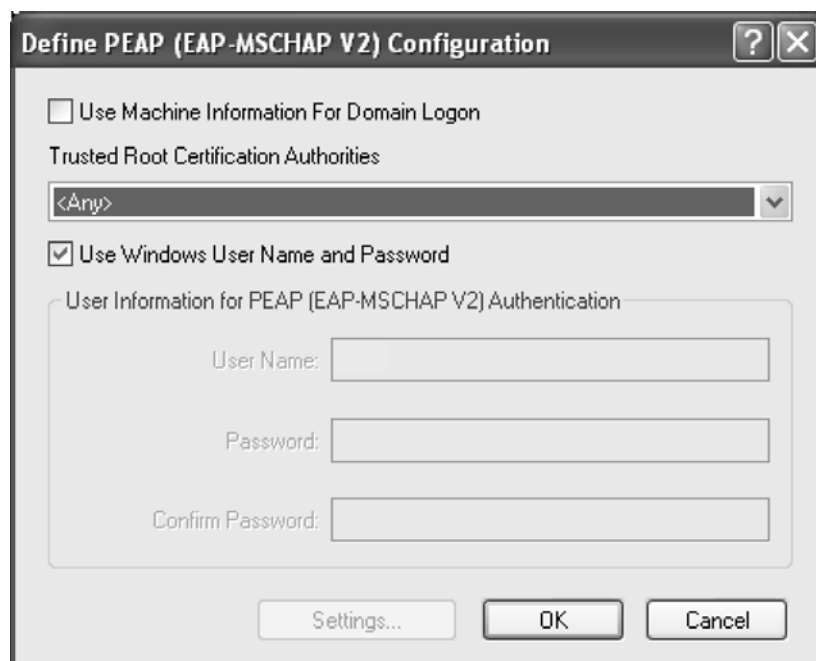 Define PEAP (EAP-MSCHAP V2) Configuration
Use Machine Information For Domain Logon
Trusted Root Certification Authorities
<Any>
Use Windows User Name and Password
User Information for PEAP (EAP-MSCHAP V2) Authentication
User Name:
Password:
Confirm Password:
Settings... OK Cancel